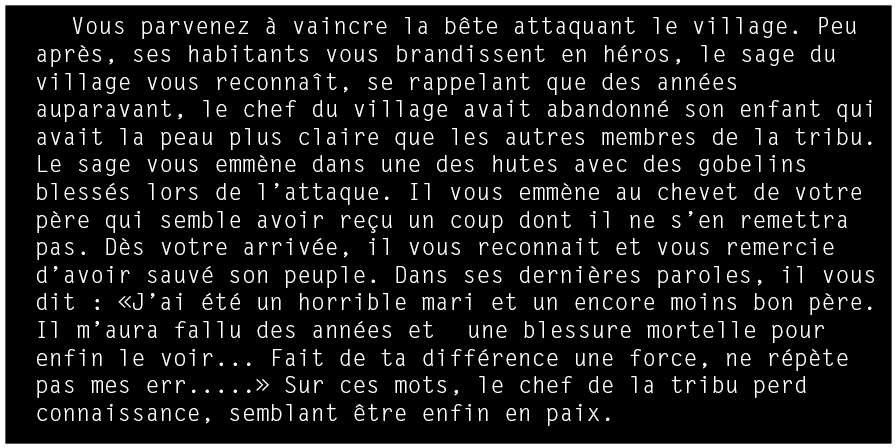 Vous parvenez à vaincre la bête attaquant le village. Peu
après, ses habitants vous brandissent en héros, le sage du
village vous reconnaît, se rappelant que des années
auparavant, le chef du village avait abandonné son enfant qui
avait la peau plus claire que les autres membres de la tribu.
Le sage vous emmène dans une des hutes avec des gobelins
blessés lors de l'attaque. Il vous emmène au chevet de votre
père qui semble avoir reçu un coup dont il ne s'en remettra
pas. Dès votre arrivée, il vous reconnait et vous remercie
d'avoir sauvé son peuple. Dans ses dernières paroles, il vous
dit : «J'ai été un horrible mari et un encore moins bon père.
Il m'aura fallu des années et  une blessure mortelle pour
enfin le voir... Fait de ta différence une force, ne répète
pas mes err.....» Sur ces mots, le chef de la tribu perd
connaissance, semblant être enfin en paix.